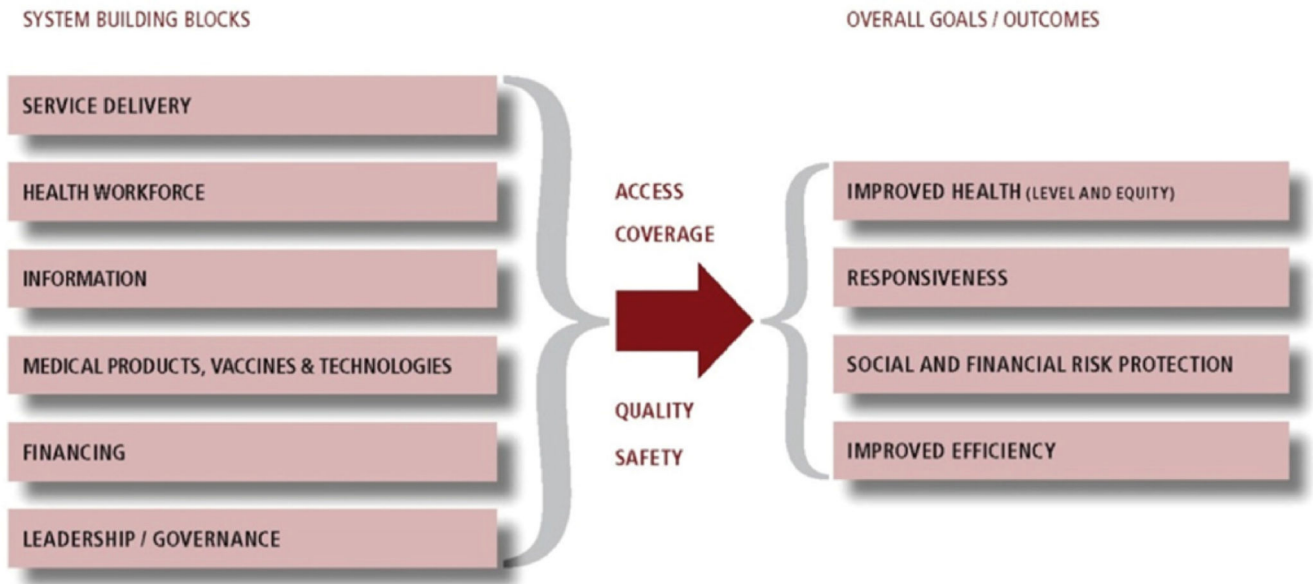 SYSTEM BUILDING BLOCKS
SERVICE DELIVERY
HEALTH WORKFORCE
INFORMATION
MEDICAL PRODUCTS, VACCINES & TECHNOLOGIES
FINANCING
LEADERSHIP / GOVERNANCE
ACCESS
COVERAGE
QUALITY
SAFETY
OVERALL GOALS / OUTCOMES
IMPROVED HEALTH (LEVEL AND EQUITY)
RESPONSIVENESS
SOCIAL AND FINANCIAL RISK PROTECTION
IMPROVED EFFICIENCY